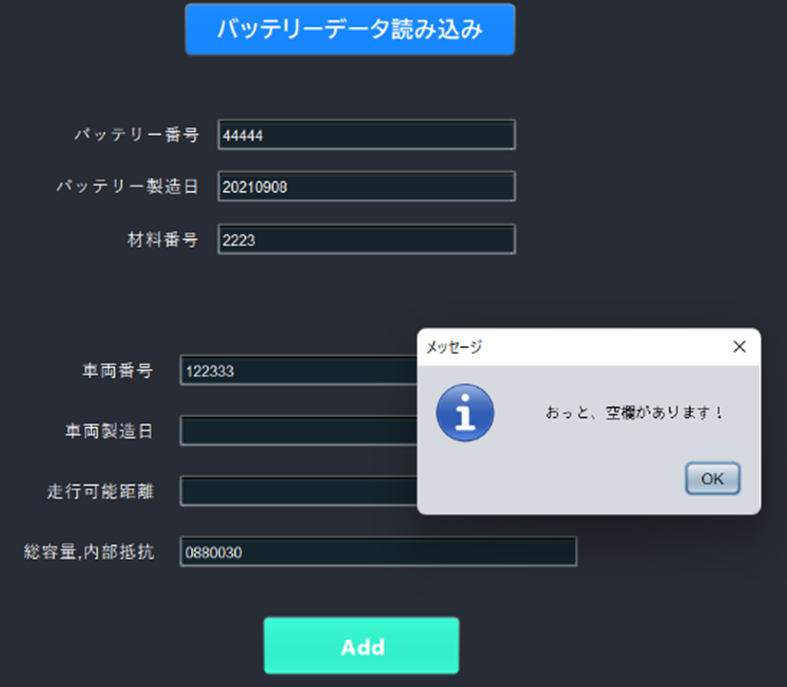 バッテリーデータ読み込み
バッテリー番号 44444
バッテリー製造日 20210908
材料番号 2223
メッセージ
車両番号 122333
おっと、空欄があります！
車両製造日
OK
走行可能距離
総容量,内部抵抗 0880030
Add